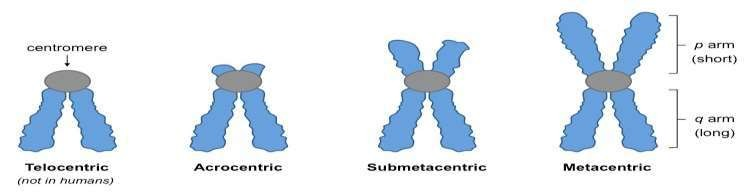 centromere
p arm
(short)
q arm
(long)
Telocentric
(not in humans)
Acrocentric
Submetacentric
Metacentric